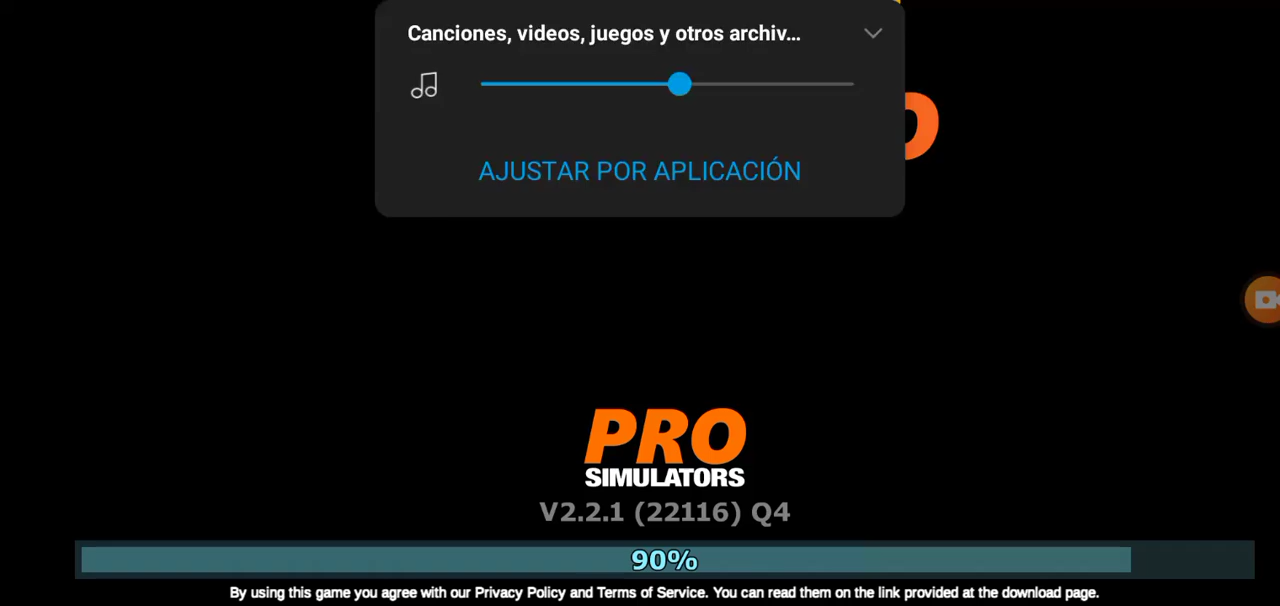 Canciones, videos, juegos y otros archiv...
AJUSTAR POR APLICACIÓN
O
PRO
SIMULATORS
V2.2.1 (22116) Q4
90%
By using this game you agree with our Privacy Policy and Terms of Service. You can read them on the link provided at the download page.